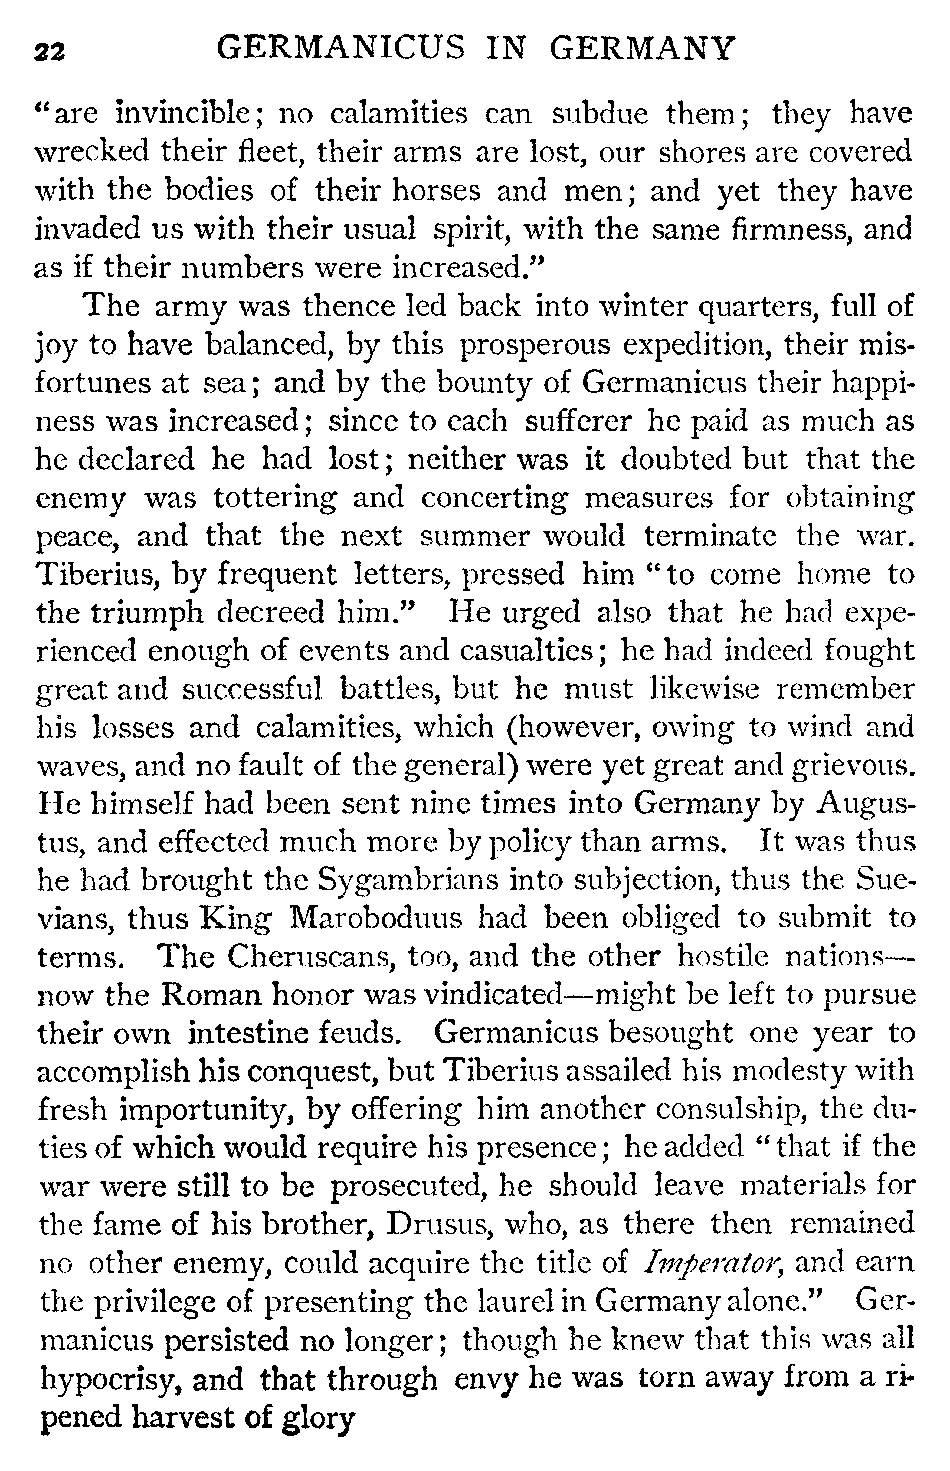 22 GERMANICUS IN GERMANY
“are invincible; no calamities can subdue them; they have
wrecked their fleet, their arms are lost, our shores are covered
with the bodies of their horses and men; and yet they have
invaded us with their usual spirit, with the same firmness, and
as if their numbers were increased.”
The army was thence led back into winter quarters, full of
joy to have balanced, by this prosperous expedition, their mis-
fortunes at sea; and by the bounty of Germanicus their happi-
ness was increased; since to each sufferer he paid as much as
he declared he had lost; neither was it doubted but that the
enemy was tottering and concerting measures for obtaining
peace, and that the next summer would terminate the war.
Tiberius, by frequent letters, pressed him “to come home to
the triumph decreed him.” He urged also that he had expe-
rienced enough of events and casualties; he had indeed fought
great and successful battles, but he must likewise remember
his losses and calamities, which (however, owing to wind and
waves, and no fault of the general) were yet great and grievous.
He himself had been sent nine times into Germany by Augus-
tus, and effected much more by policy than arms. It was thus
he had brought the Sygambrians into subjection, thus the Sue-
vians, thus King Maroboduus had been obliged to submit to
terms. The Cheruscans, too, and the other hostile nations—
now the Roman honor was vindicated—might be left to pursue
their own intestine feuds. Germanicus besought one year to
accomplish his conquest, but Tiberius assailed his modesty with
fresh importunity, by offering him another consulship, the du-
ties of which would require his presence; he added “that if the
war were still to be prosecuted, he should leave materials for
the fame of his brother, Drusus, who, as there then remained
no other enemy, could acquire the title of Imperator, and earn
the privilege of presenting the laurel in Germany alone.” Ger-
manicus persisted no longer; though he knew that this was all
hypocrisy, and that through envy he was torn away from a ri-
pened harvest of glory